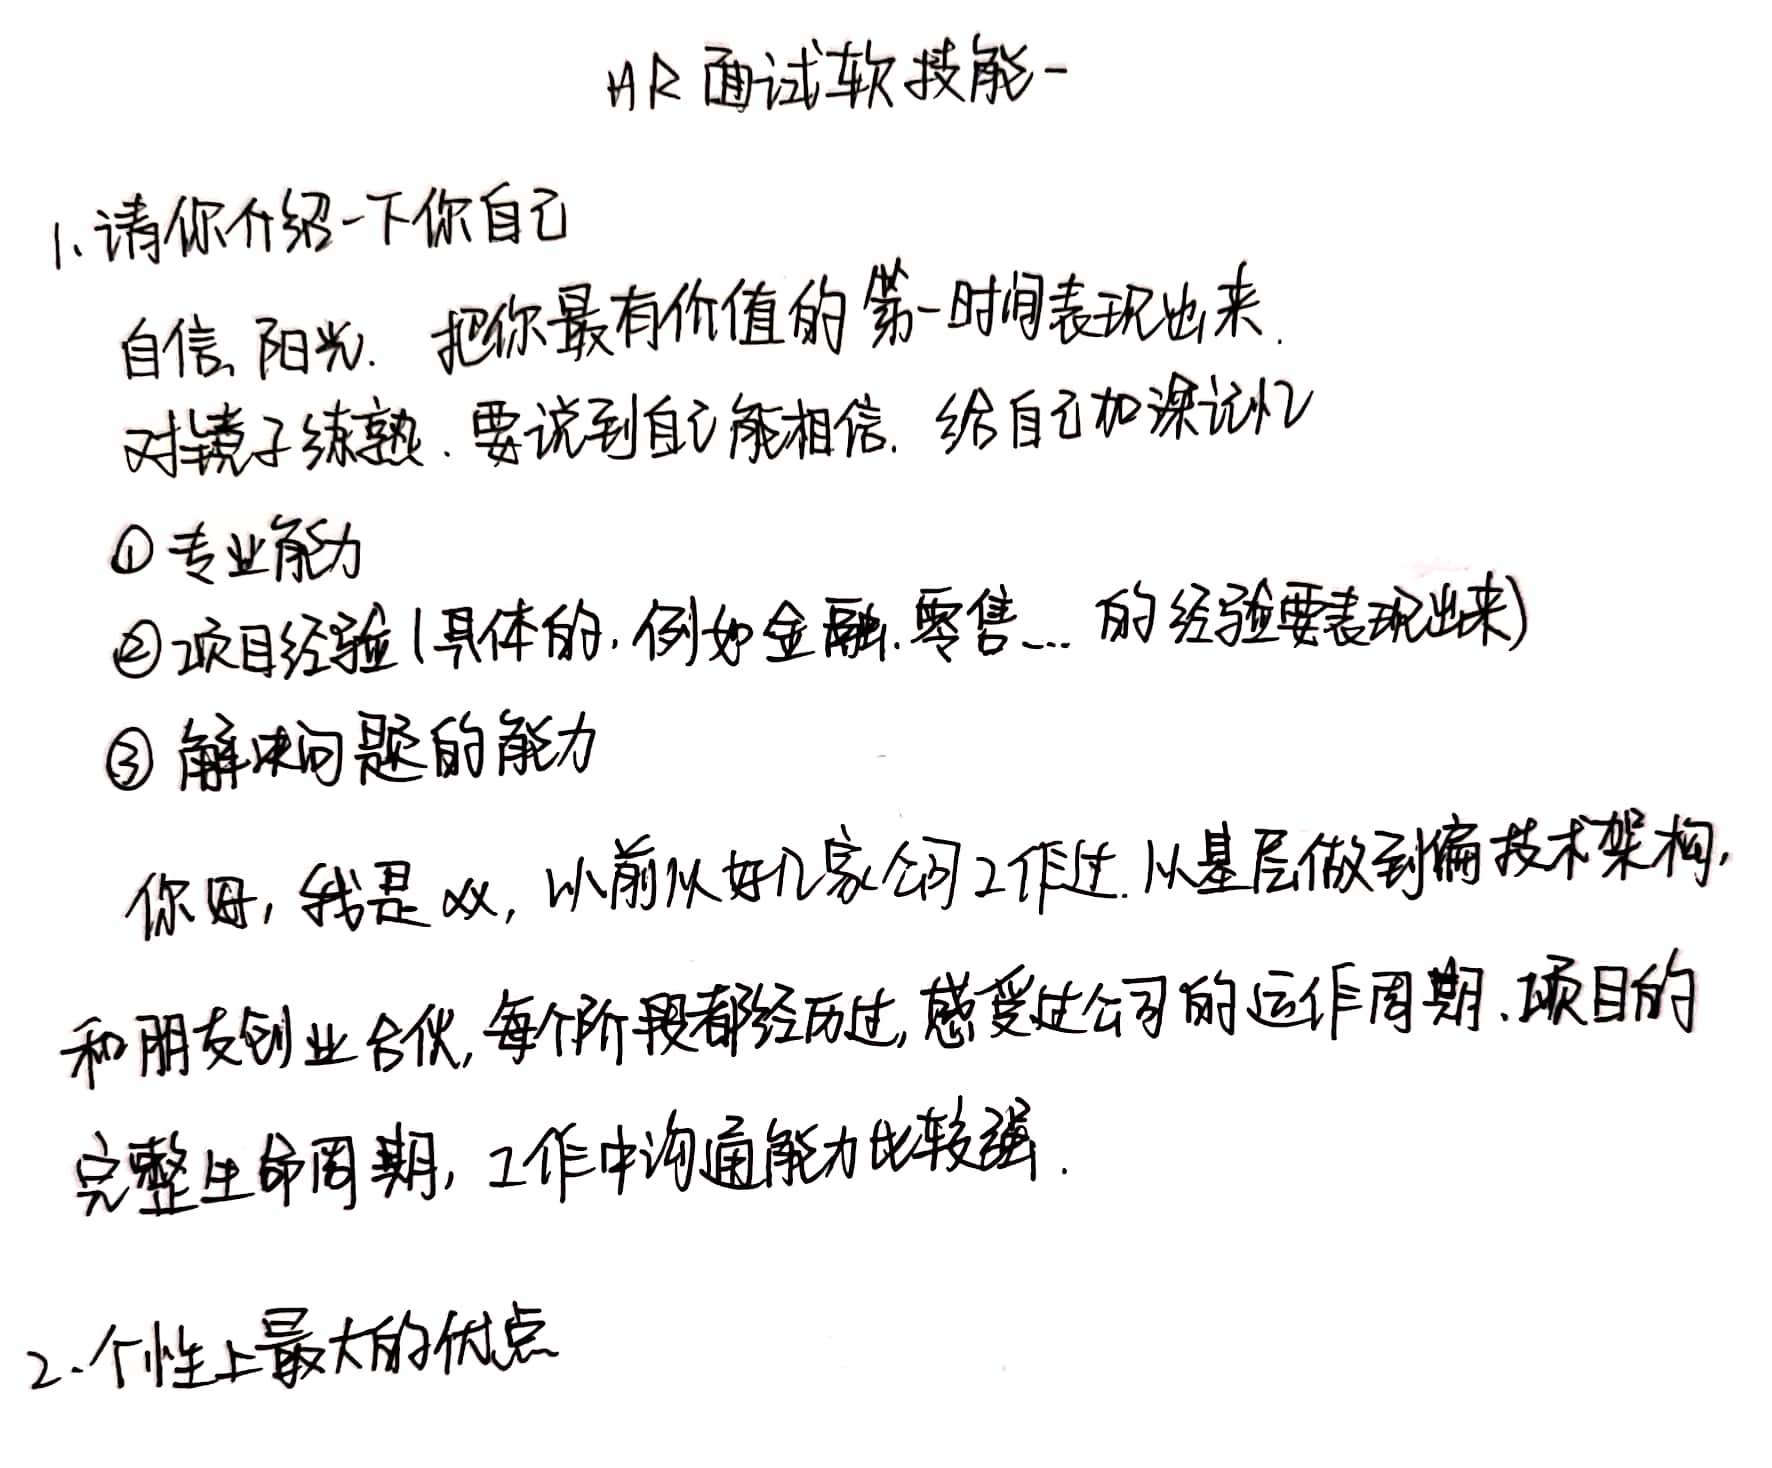 HR面试软技能一
1、请你介绍一下你自己
自信、阳光. 把你最有价值的第一时间表现出来.
对镜子练熟. 要说到自己能相信. 给自己加深记忆
① 专业能力
② 项目经验(具体的, 例如金融、零售... 的经验要表现出来)
③ 解决问题的能力
你好, 我是xx, 以前从好几家公司工作过. 从基层做到偏技术架构,
和朋友创业合伙, 每个阶段都经历过, 感受过公司的运作周期、项目的
完整生命周期, 工作中沟通能力比较强.
2、个性上最大的优点